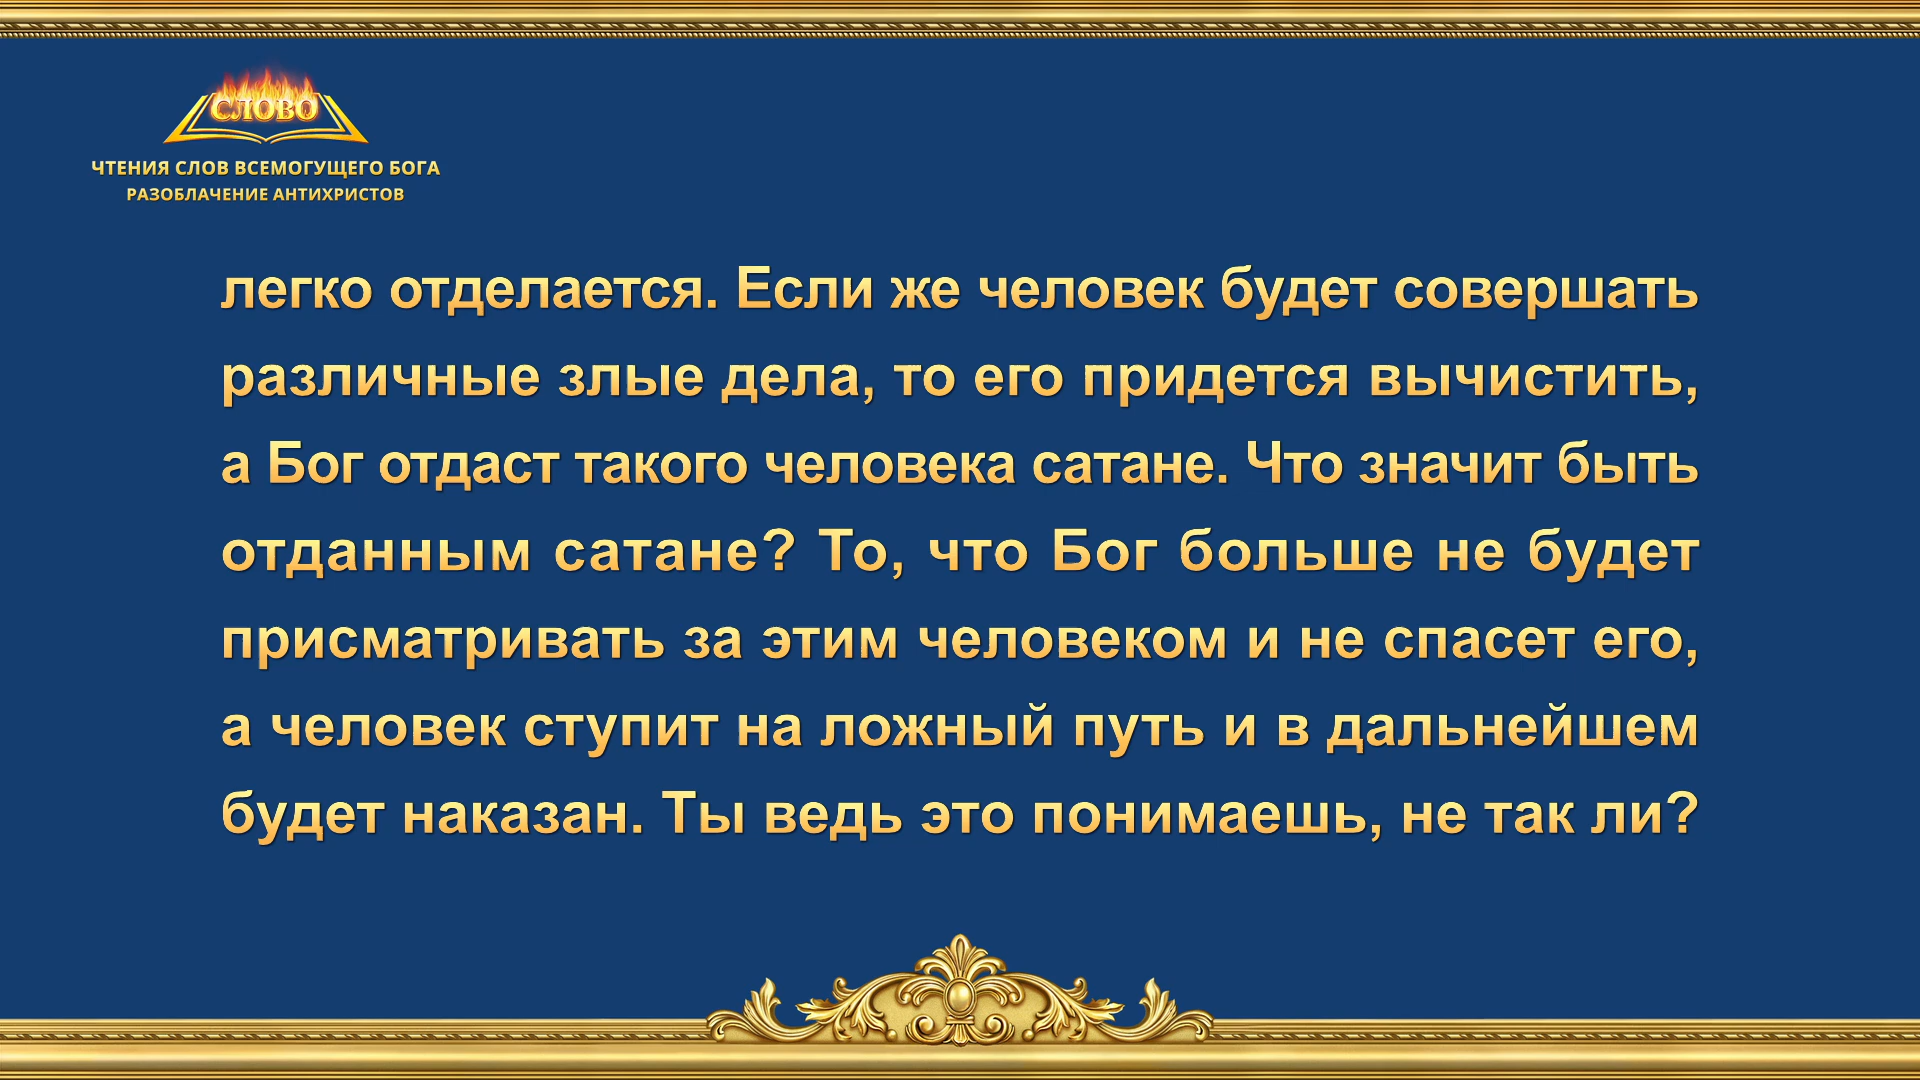 СЛОВО
ЧТЕНИЯ СЛОВ ВСЕМОГУЩЕГО БОГА
РАЗОБЛАЧЕНИЕ АНТИХРИСТОВ
легко отделается. Если же человек будет совершать
различные злые дела, то его придется вычистить,
а Бог отдаст такого человека сатане. Что значит быть
отданным сатане? То, что Бог больше не будет
присматривать за этим человеком и не спасет его,
а человек ступит на ложный путь и в дальнейшем
будет наказан. Ты ведь это понимаешь, не так ли?